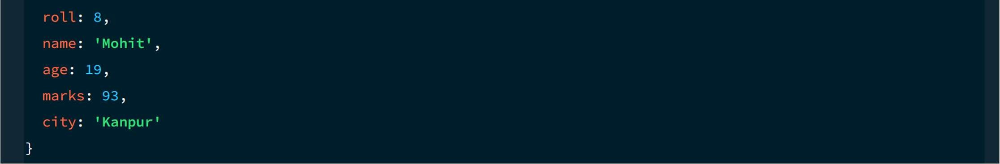 roll: 8,
name: 'Mohit',
age: 19,
marks: 93,
city: 'Kanpur'
}